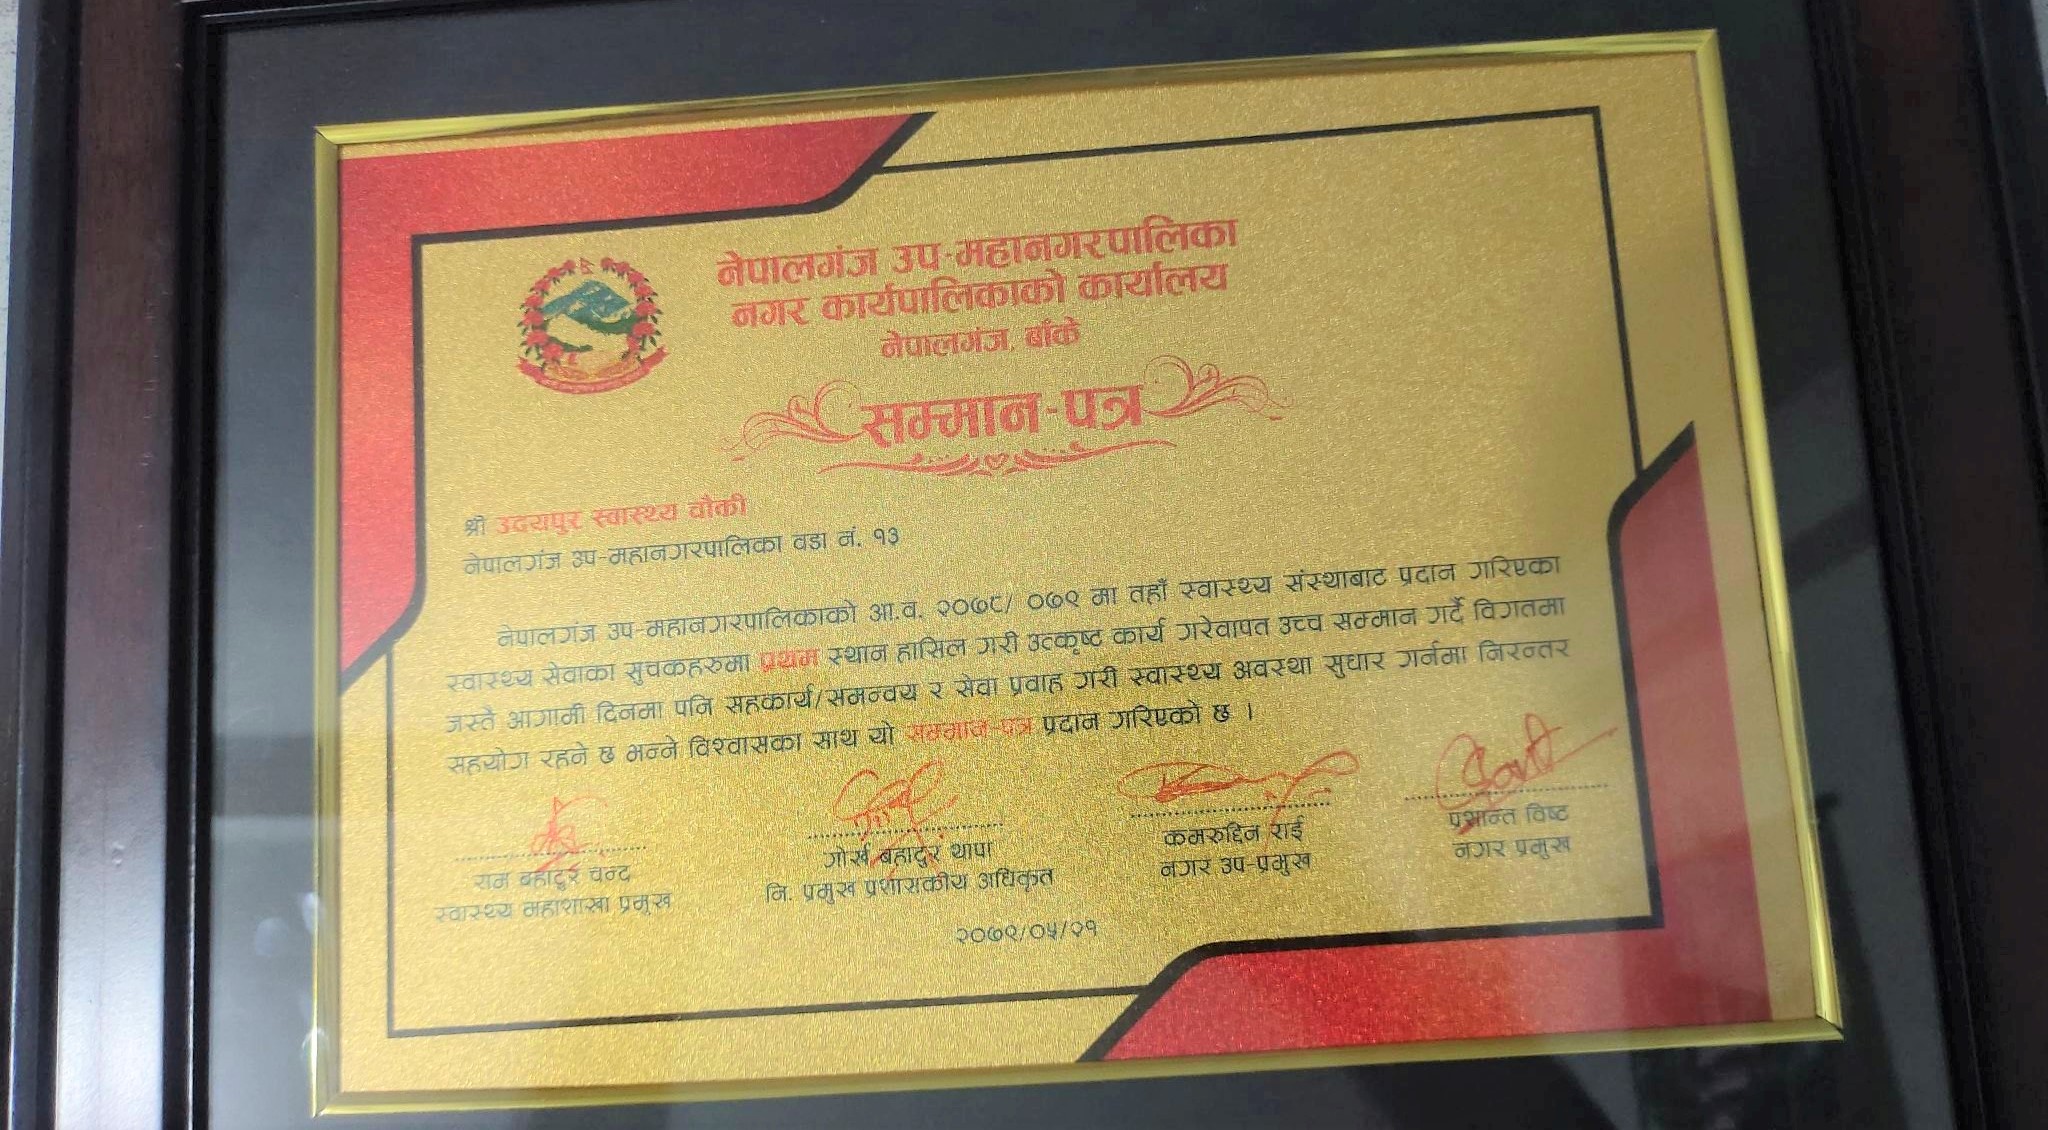 नेपालगंज उप-महानगरपालिका
नगर कार्यपालिकाको कार्यालय
नेपालगंज, बाँके
सम्मान-पत्र
श्री उदयपुर स्वास्थ्य चौकी
नेपालगंज उप-महानगरपालिका वडा नं. १३
नेपालगंज उप-महानगरपालिकाको आ.व. २०७८/ ०७९ मा तहाँ स्वास्थ्य संस्थाबाट प्रदान गरिएका
स्वास्थ्य सेवाका सुचकहरुमा प्रथम स्थान हासिल गरी उत्कृष्ट कार्य गरेवापत उच्च सम्मान गर्दै विगतमा
जस्तै आगामी दिनमा पनि सहकार्य/समन्वय र सेवा प्रवाह गरी स्वास्थ्य अवस्था सुधार गर्नमा निरन्तर
सहयोग रहने छ भन्ने विश्वासका साथ यो सम्मान-पत्र प्रदान गरिएको छ ।
राम बहादुर चन्द
स्वास्थ्य महाशाखा प्रमुख
गोर्ख बहादुर थापा
नि. प्रमुख प्रशासकीय अधिकृत
कमरुद्दिन राई
नगर उप-प्रमुख
प्रशान्त विष्ट
नगर प्रमुख
२०७९/०५/२१